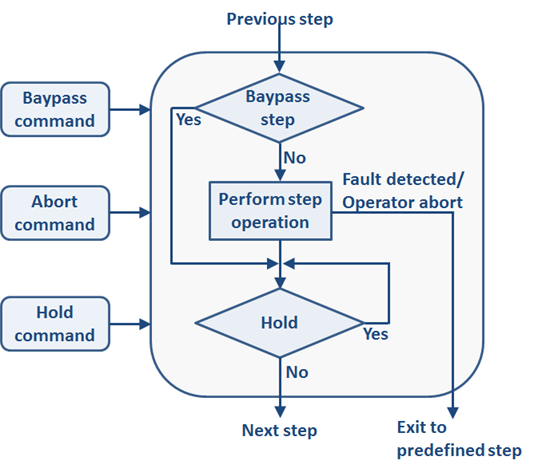 Previous step
Baypass
step
Baypass
command
Yes
No
Fault detected/
Operator abort
Perform step
operation
Abort
command
Hold
command
Hold
Yes
No
Next step
Exit to
predefined step